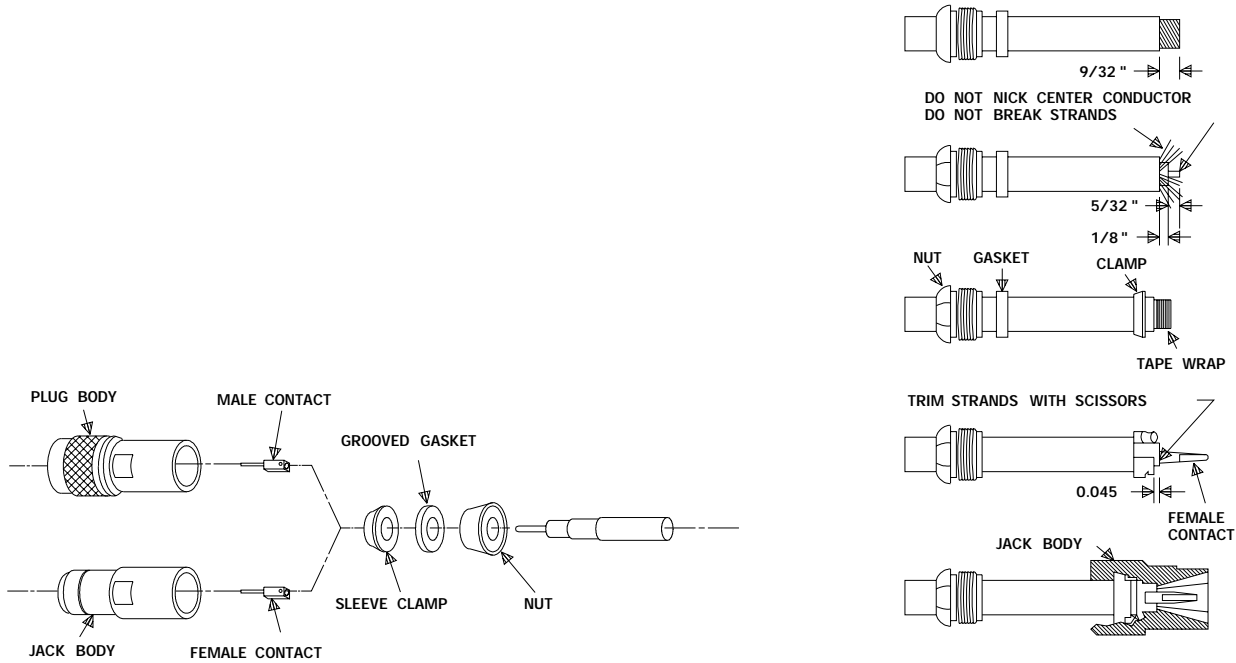 PLUG BODY
MALE CONTACT
GROOVED GASKET
SLEEVE CLAMP
NUT
JACK BODY
FEMALE CONTACT
9/32 "
DO NOT NICK CENTER CONDUCTOR
DO NOT BREAK STRANDS
5/32 "
1/8 "
NUT
GASKET
CLAMP
TAPE WRAP
TRIM STRANDS WITH SCISSORS
0.045
FEMALE
CONTACT
JACK BODY